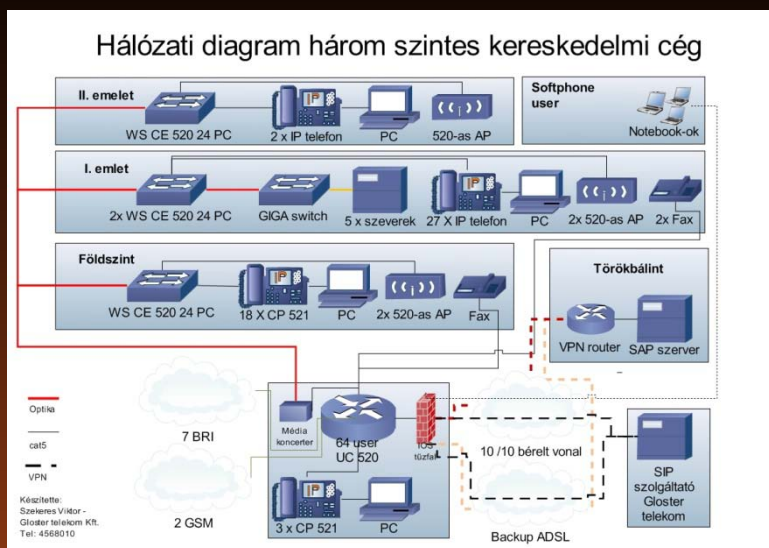 Hálózati diagram három szintes kereskedelmi cég
II. emelet
WS CE 520 24 PC
2 x IP telefon
PC
520-as AP
Softphone
user
Notebook-ok
I. emlet
2x WS CE 520 24 PC
GIGA switch
5 x szeverek
27 X IP telefon
PC
2x 520-as AP
2x Fax
Földszint
WS CE 520 24 PC
18 X CP 521
PC
2x 520-as AP
Fax
Törökbálint
VPN router
SAP szerver
Optika
cat5
VPN
7 BRI
2 GSM
Média
koncerter
64 user
UC 520
IOS
tűzfal
3 x CP 521
PC
10 /10 bérelt vonal
Backup ADSL
SIP
szolgáltató
Gloster
telekom
Készítette:
Szekeres Viktor -
Gloster telekom Kft.
Tel: 4568010